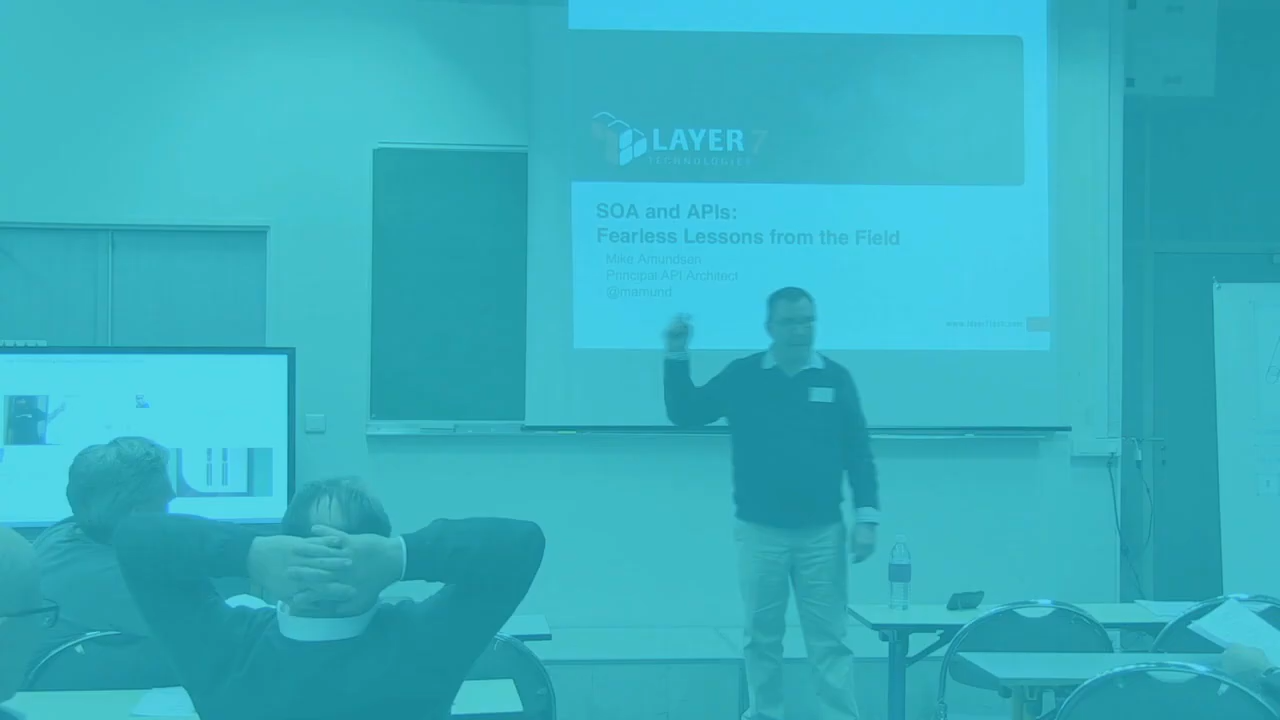 LAYER 7
TECHNOLOGIES
SOA and APIs:
Fearless Lessons from the Field
Mike Amundsen
Principal API Architect
@mamund
www.layer7tech.com